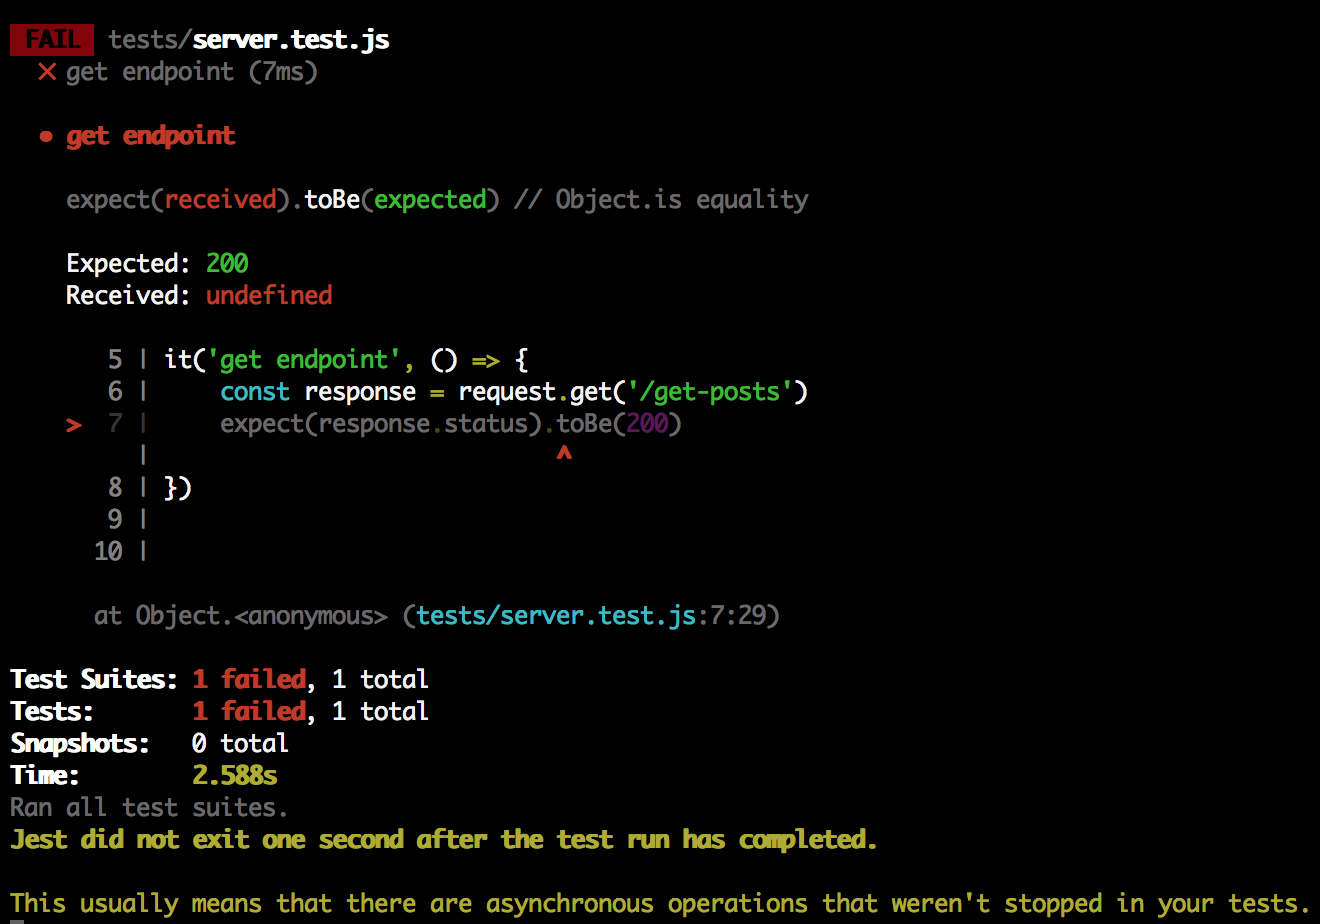 FAIL tests/server.test.js
✕ get endpoint (7ms)
● get endpoint
expect(received).toBe(expected) // Object.is equality
Expected: 200
Received: undefined
5 | it('get endpoint', () => {
6 |     const response = request.get('/get-posts')
> 7 |     expect(response.status).toBe(200)
|                             ^
8 | })
9 |
10 |
at Object.<anonymous> (tests/server.test.js:7:29)
Test Suites: 1 failed, 1 total
Tests:       1 failed, 1 total
Snapshots:   0 total
Time:        2.588s
Ran all test suites.
Jest did not exit one second after the test run has completed.
This usually means that there are asynchronous operations that weren't stopped in your tests.